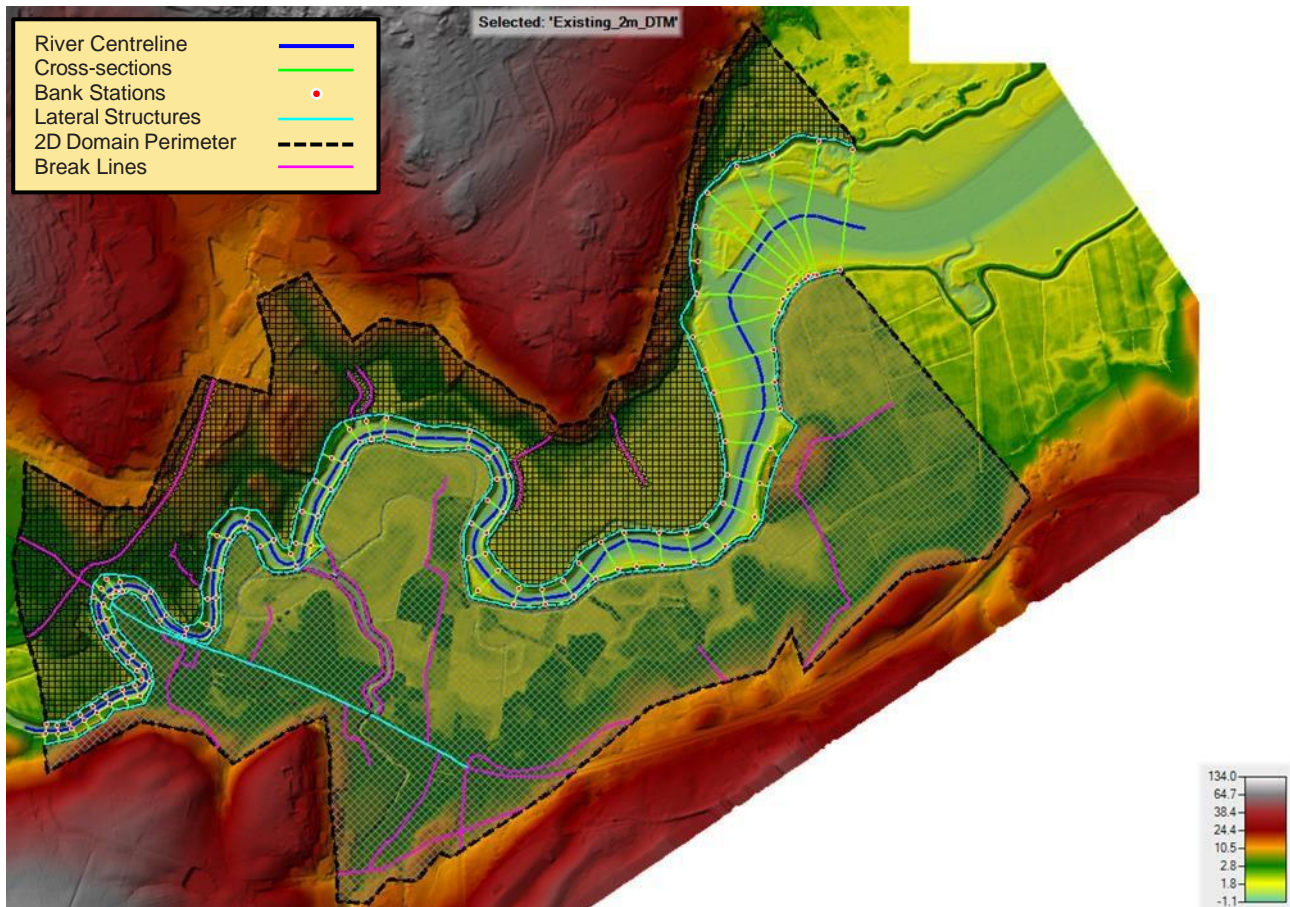 Selected: 'Existing_2m_DTM'
River Centreline
Cross-sections
Bank Stations
Lateral Structures
2D Domain Perimeter
Break Lines
134.0
64.7
38.4
24.4
10.5
2.8
1.8
-1.1